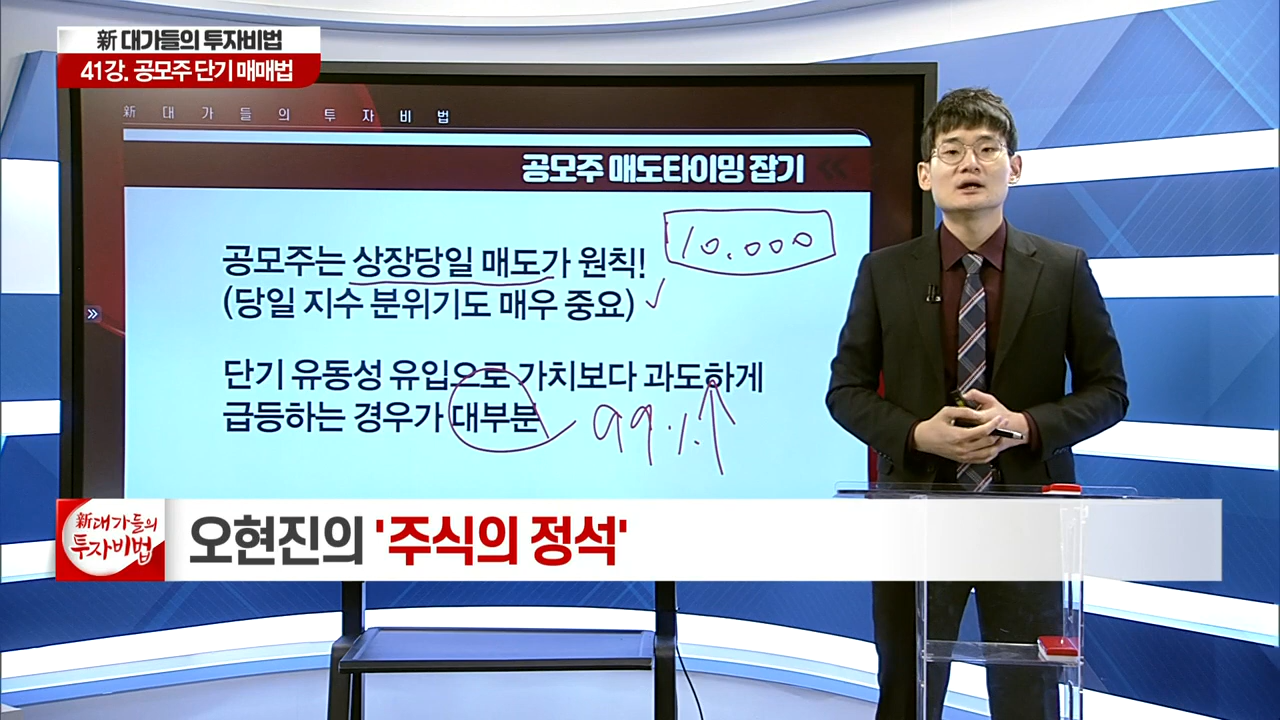 新 대가들의 투자비법
41강. 공모주 단기 매매법
新 대가들의 투자비법
공모주 매도타이밍 잡기
공모주는 상장당일 매도가 원칙!
10.000
(당일 지수 분위기도 매우 중요)
단기 유동성 유입으로 가치보다 과도하게
급등하는 경우가 대부분
99.%
新 대가들의
투자비법
오현진의 '주식의 정석'